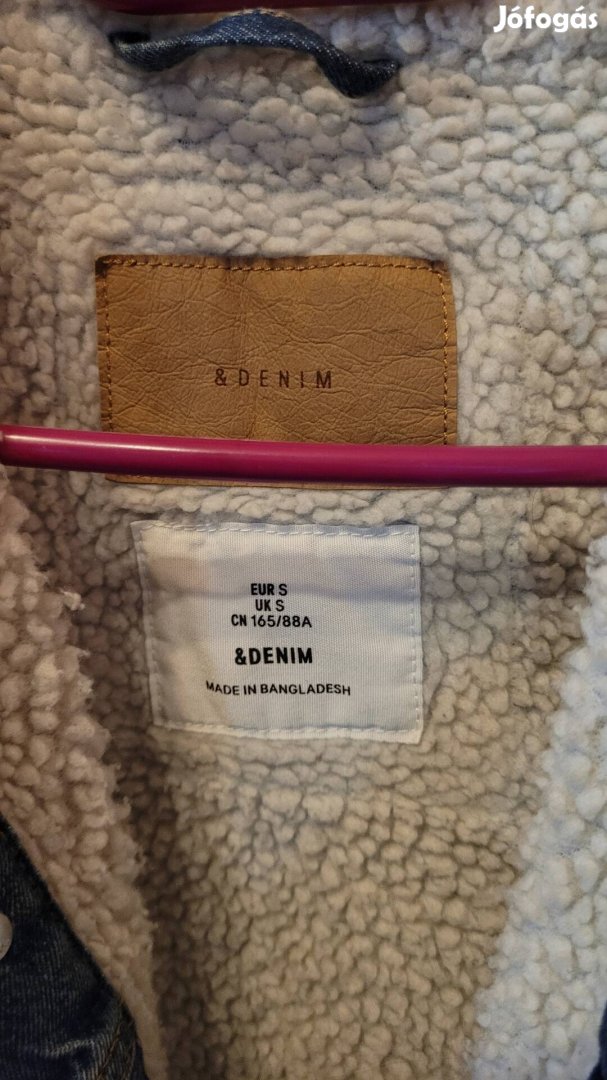 Jófogás
& DENIM
EUR S
UK S
CN 165/88A
&DENIM
MADE IN BANGLADESH